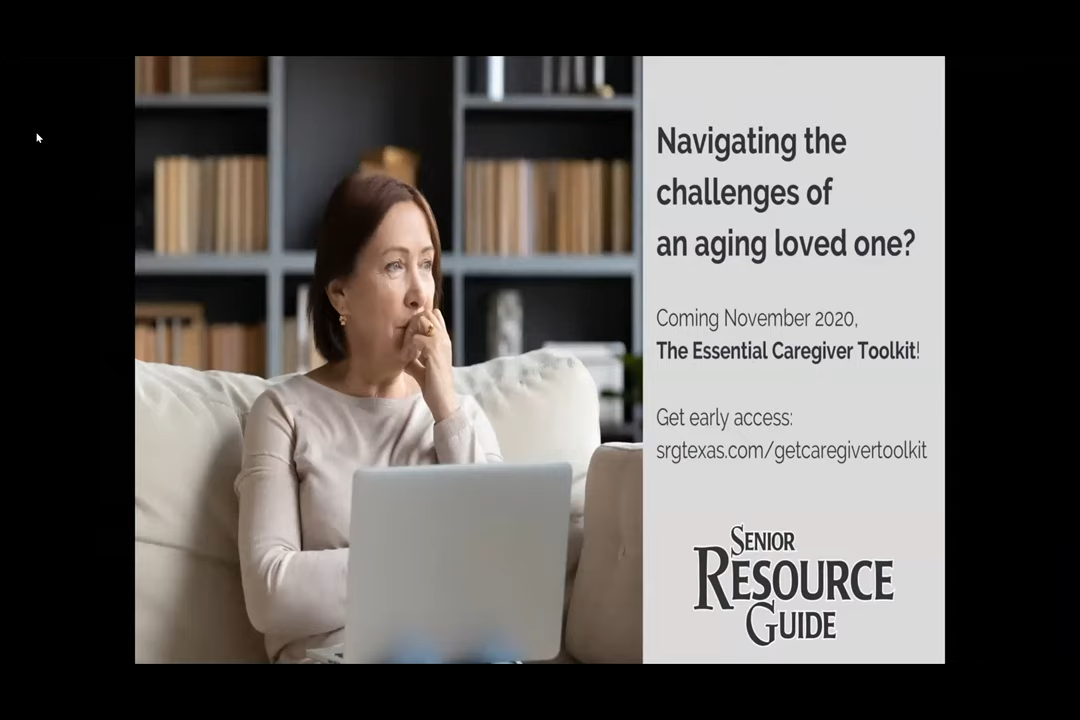 Navigating the
challenges of
an aging loved one?
Coming November 2020,
The Essential Caregiver Toolkit!
Get early access:
srgtexas.com/getcaregivertoolkit
SENIOR
RESOURCE
GUIDE